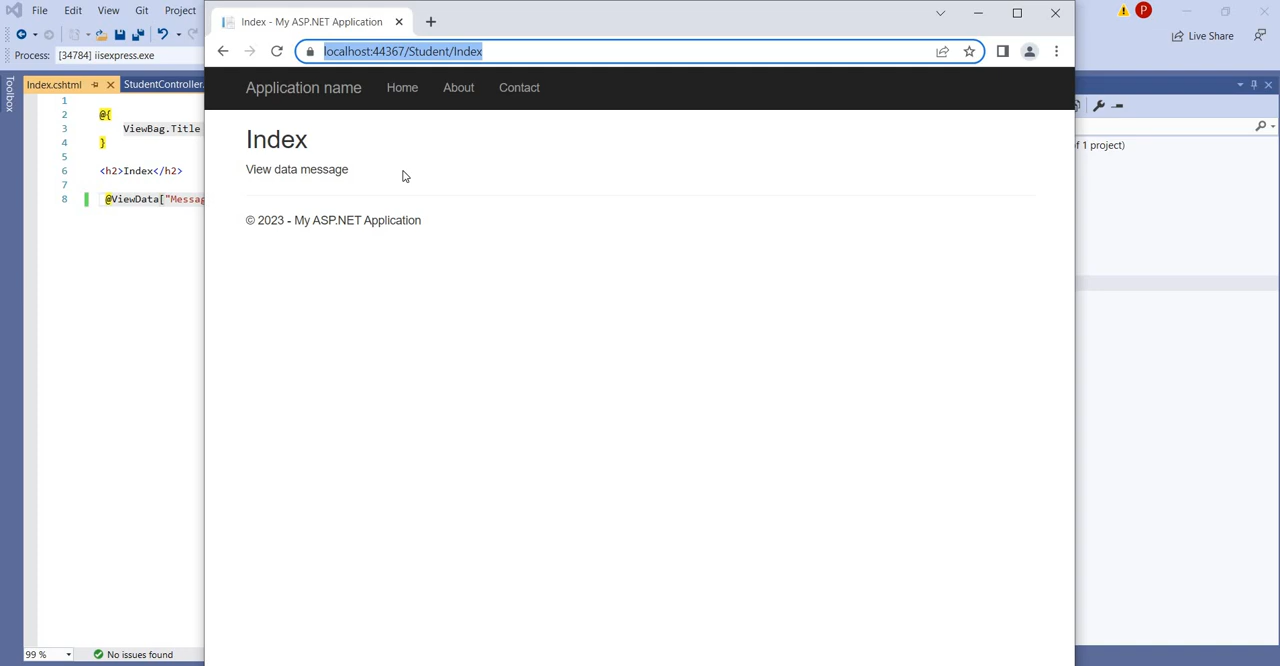 File Edit View Git Project
Live Share
Process: [34784] iisexpress.exe
P
Index - My ASP.NET Application
localhost:44367/Student/Index
Toolbox
Index.cshtml StudentController.
1
2 @{
3 ViewBag.Title
4 }
5
6 <h2>Index</h2>
7
8 @ViewData["Messag
Application name Home About Contact
Index
View data message
© 2023 - My ASP.NET Application
f 1 project)
99 % No issues found